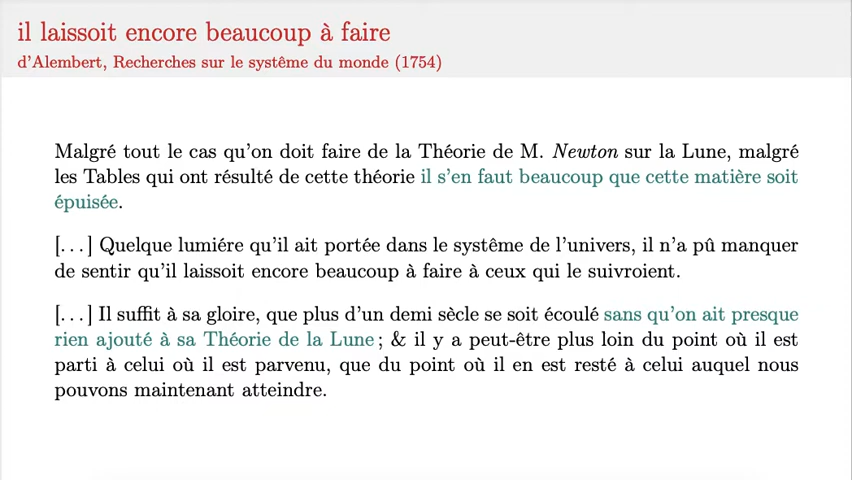 il laissoit encore beaucoup à faire
d'Alembert, Recherches sur le système du monde (1754)
Malgré tout le cas qu'on doit faire de la Théorie de M. Newton sur la Lune, malgré
les Tables qui ont résulté de cette théorie il s'en faut beaucoup que cette matière soit
épuisée.
[...] Quelque lumiére qu'il ait portée dans le système de l'univers, il n'a pû manquer
de sentir qu'il laissoit encore beaucoup à faire à ceux qui le suivroient.
[...] Il suffit à sa gloire, que plus d'un demi sècle se soit écoulé sans qu'on ait presque
rien ajouté à sa Théorie de la Lune ; & il y a peut-être plus loin du point où il est
parti à celui où il est parvenu, que du point où il en est resté à celui auquel nous
pouvons maintenant atteindre.